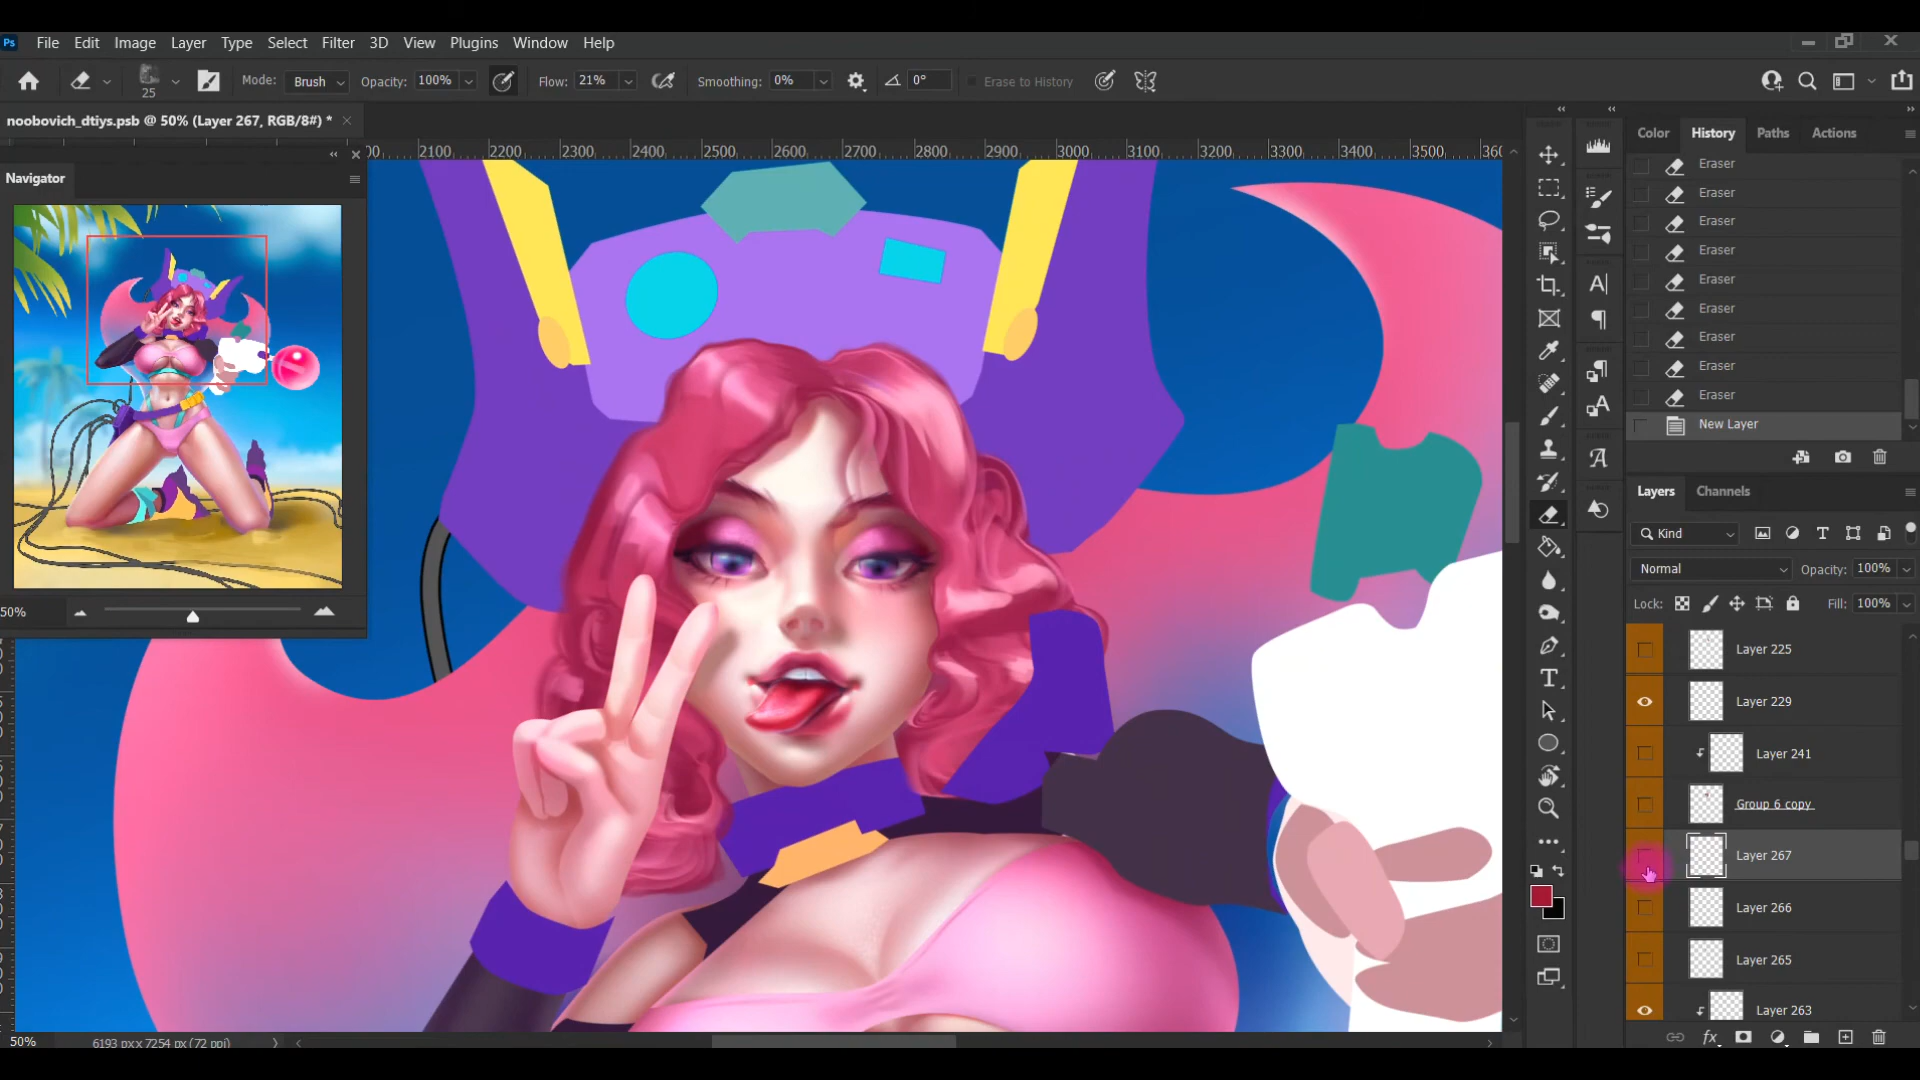 Ps File Edit Image Layer Type Select Filter 3D View Plugins Window Help
25 Mode: Brush Opacity: 100% Flow: 21% Smoothing: 0% 0° Erase to History
noobovich_dtiys.psb @ 50% (Layer 267, RGB/8#) *
00 2100 2200 2300 2400 2500 2600 2700 2800 2900 3000 3100 3200 3300 3400 3500 360
Navigator
50%
Color History Paths Actions
Eraser
Eraser
Eraser
Eraser
Eraser
Eraser
Eraser
Eraser
Eraser
New Layer
Layers Channels
Kind
Normal Opacity: 100%
Lock: Fill: 100%
Layer 225
Layer 229
Layer 241
Group 6 copy
Layer 267
Layer 266
Layer 265
Layer 263
50% 6193 px x 7254 px (72 ppi)